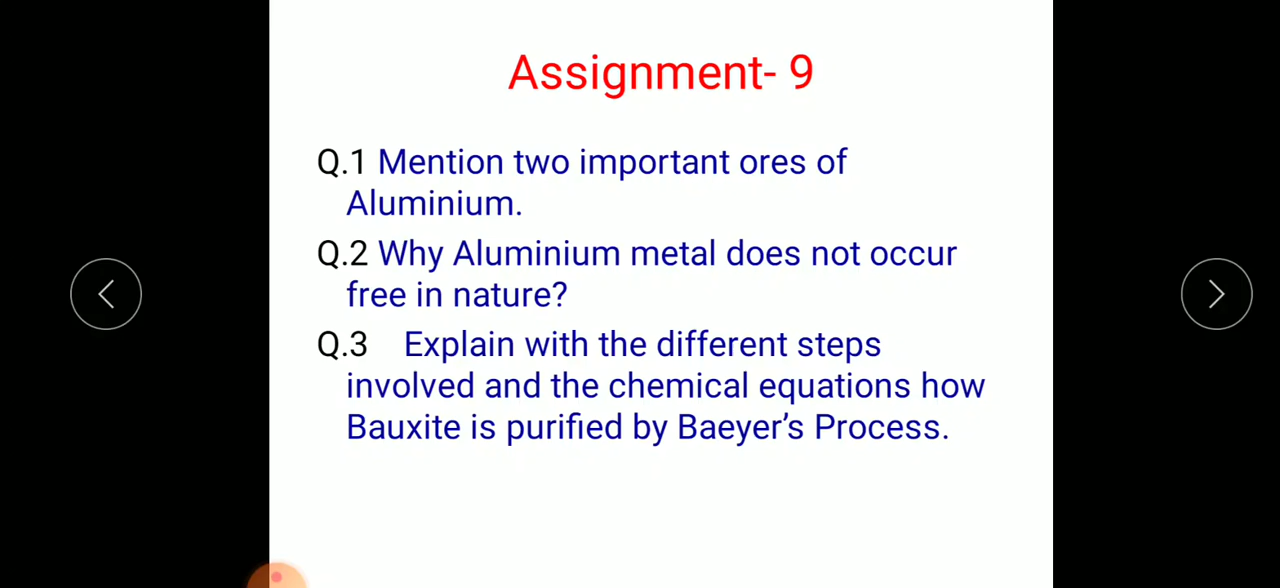 Assignment- 9
Q.1 Mention two important ores of
Aluminium.
Q.2 Why Aluminium metal does not occur
free in nature?
Q.3 Explain with the different steps
involved and the chemical equations how
Bauxite is purified by Baeyer’s Process.